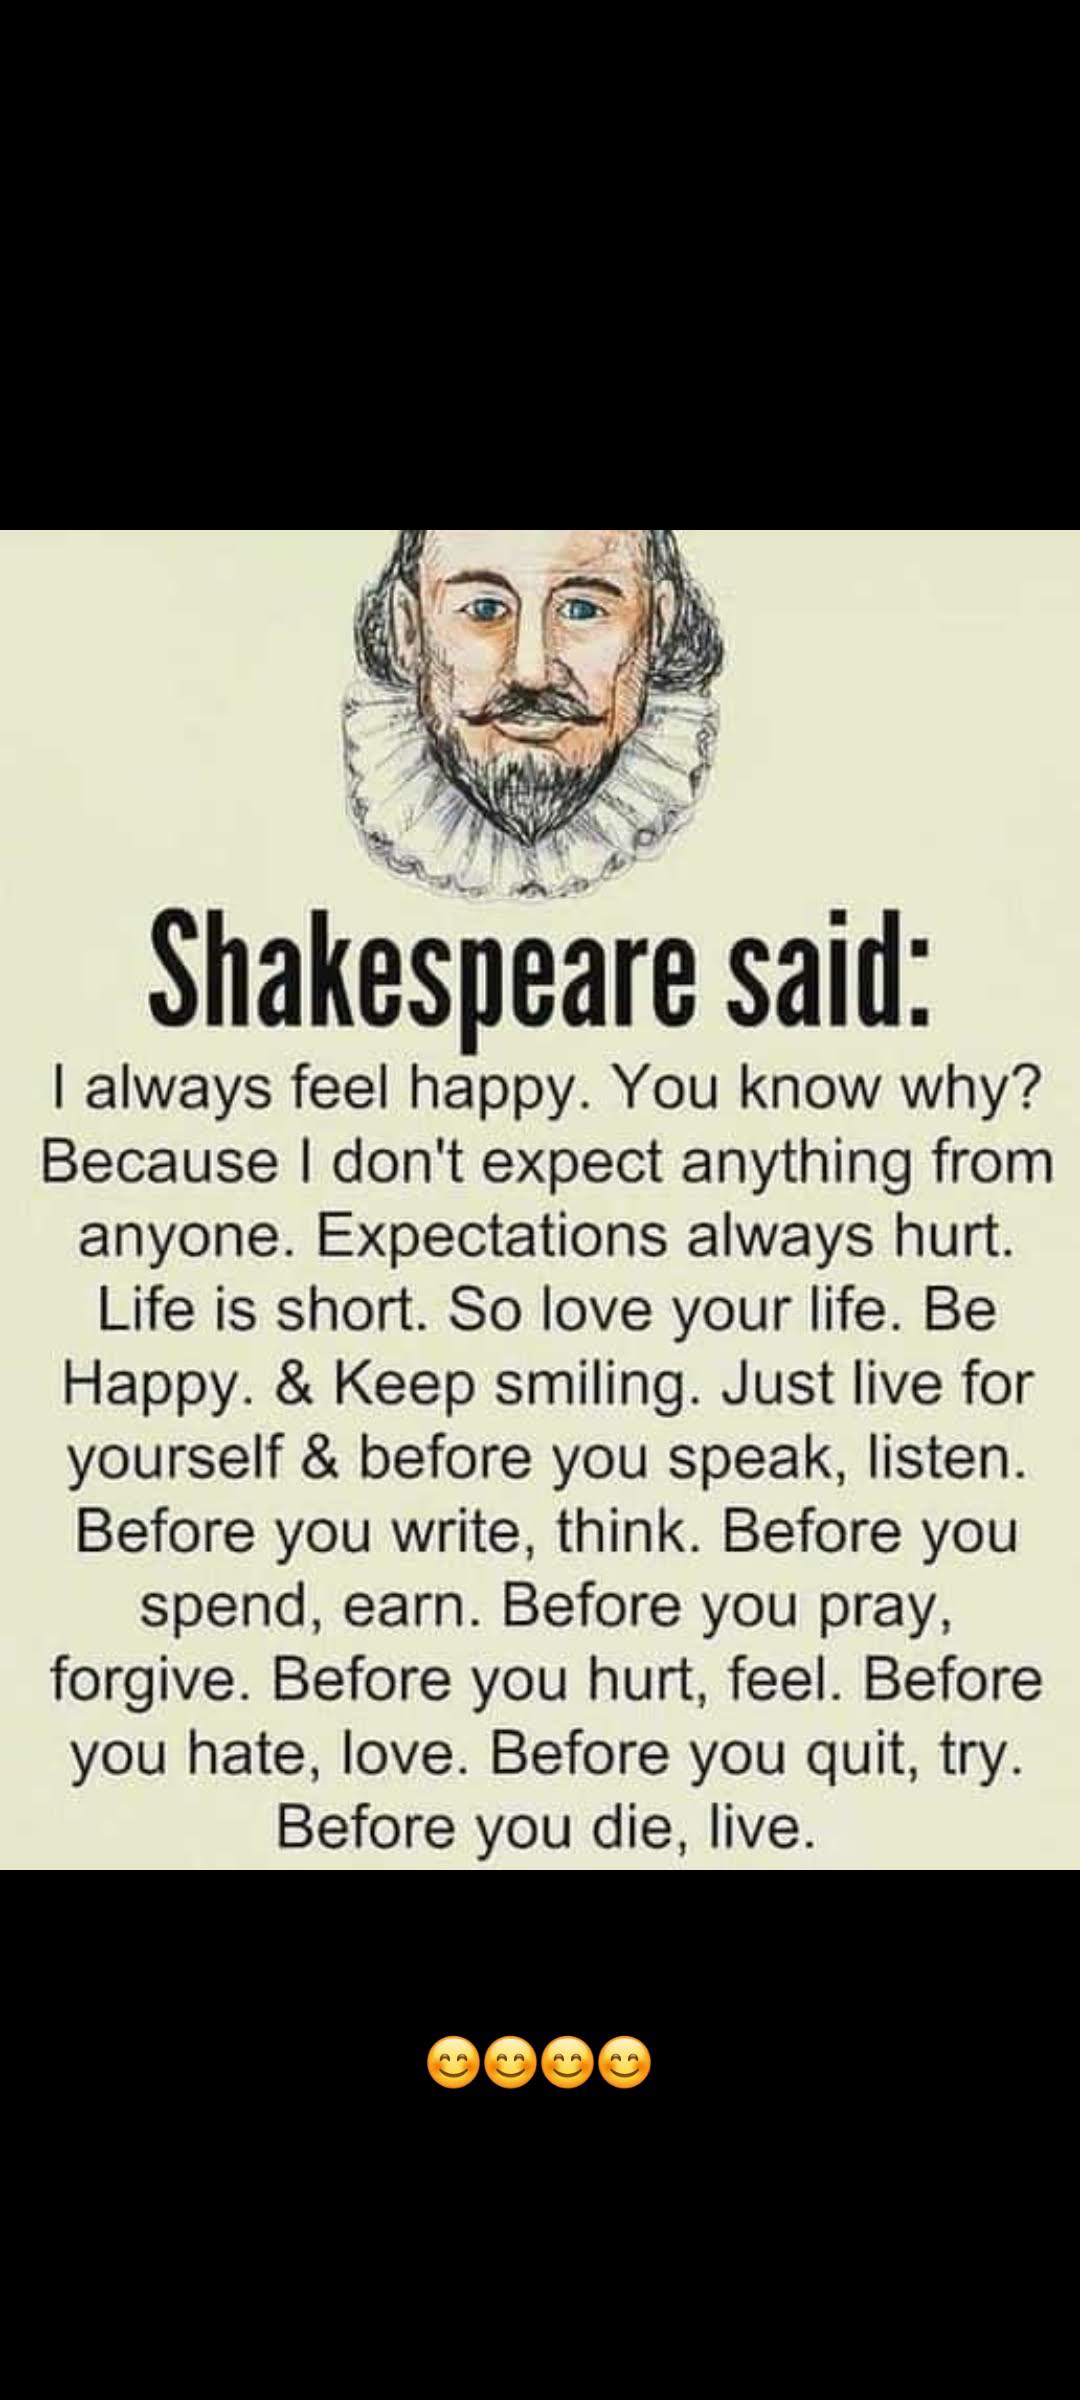 Shakespeare said:
I always feel happy. You know why?
Because I don't expect anything from
anyone. Expectations always hurt.
Life is short. So love your life. Be
Happy. & Keep smiling. Just live for
yourself & before you speak, listen.
Before you write, think. Before you
spend, earn. Before you pray,
forgive. Before you hurt, feel. Before
you hate, love. Before you quit, try.
Before you die, live.
😊😊😊😊